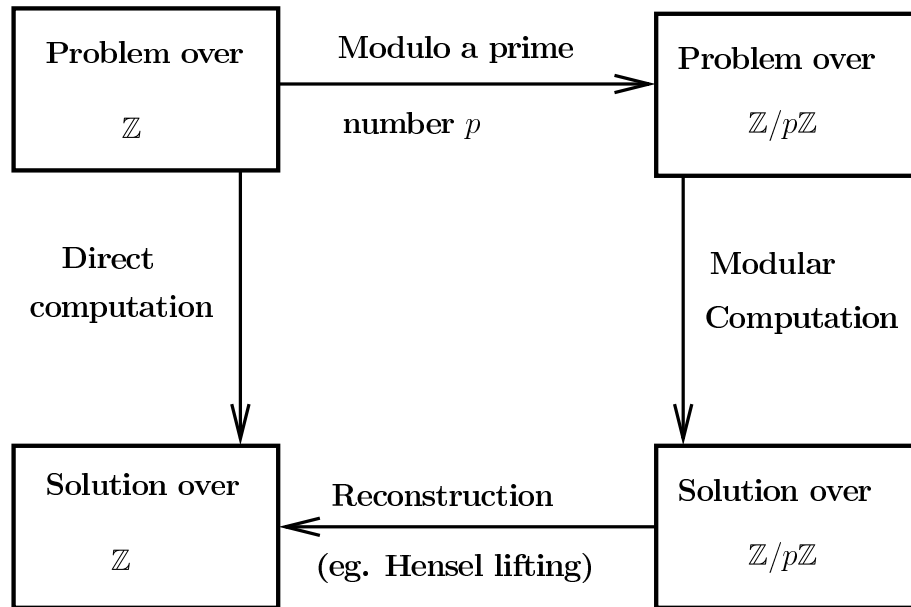 Problem over
ℤ
Modulo a prime
number p
Problem over
ℤ/pℤ
Direct
computation
Modular
Computation
Solution over
ℤ
Reconstruction
(eg. Hensel lifting)
Solution over
ℤ/pℤ